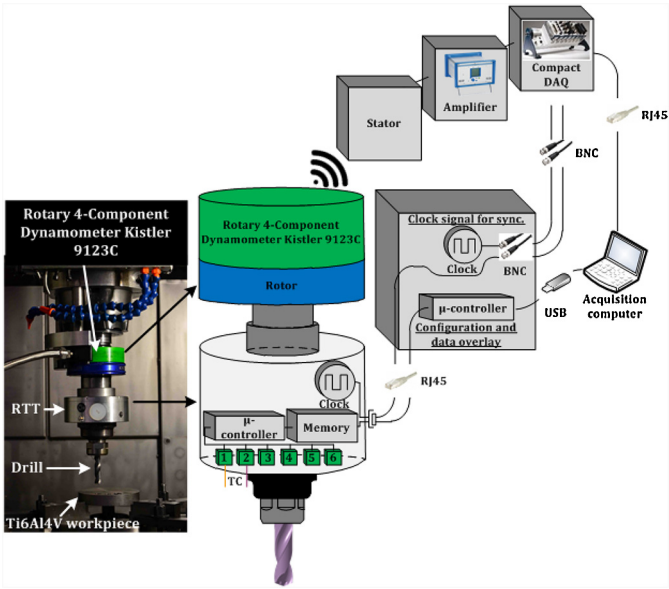 Compact
DAQ
Amplifier
Stator
RJ45
BNC
Rotary 4-Component
Dynamometer Kistler
9123C
RTT
Drill
Ti6Al4V workpiece
Rotary 4-Component
Dynamometer Kistler 9123C
Rotor
Clock
μ-
controller
Memory
1
2
3
4
5
6
TC
Clock signal for sync.
Clock
BNC
μ-controller
Configuration and
data overlay
RJ45
USB
Acquisition
computer